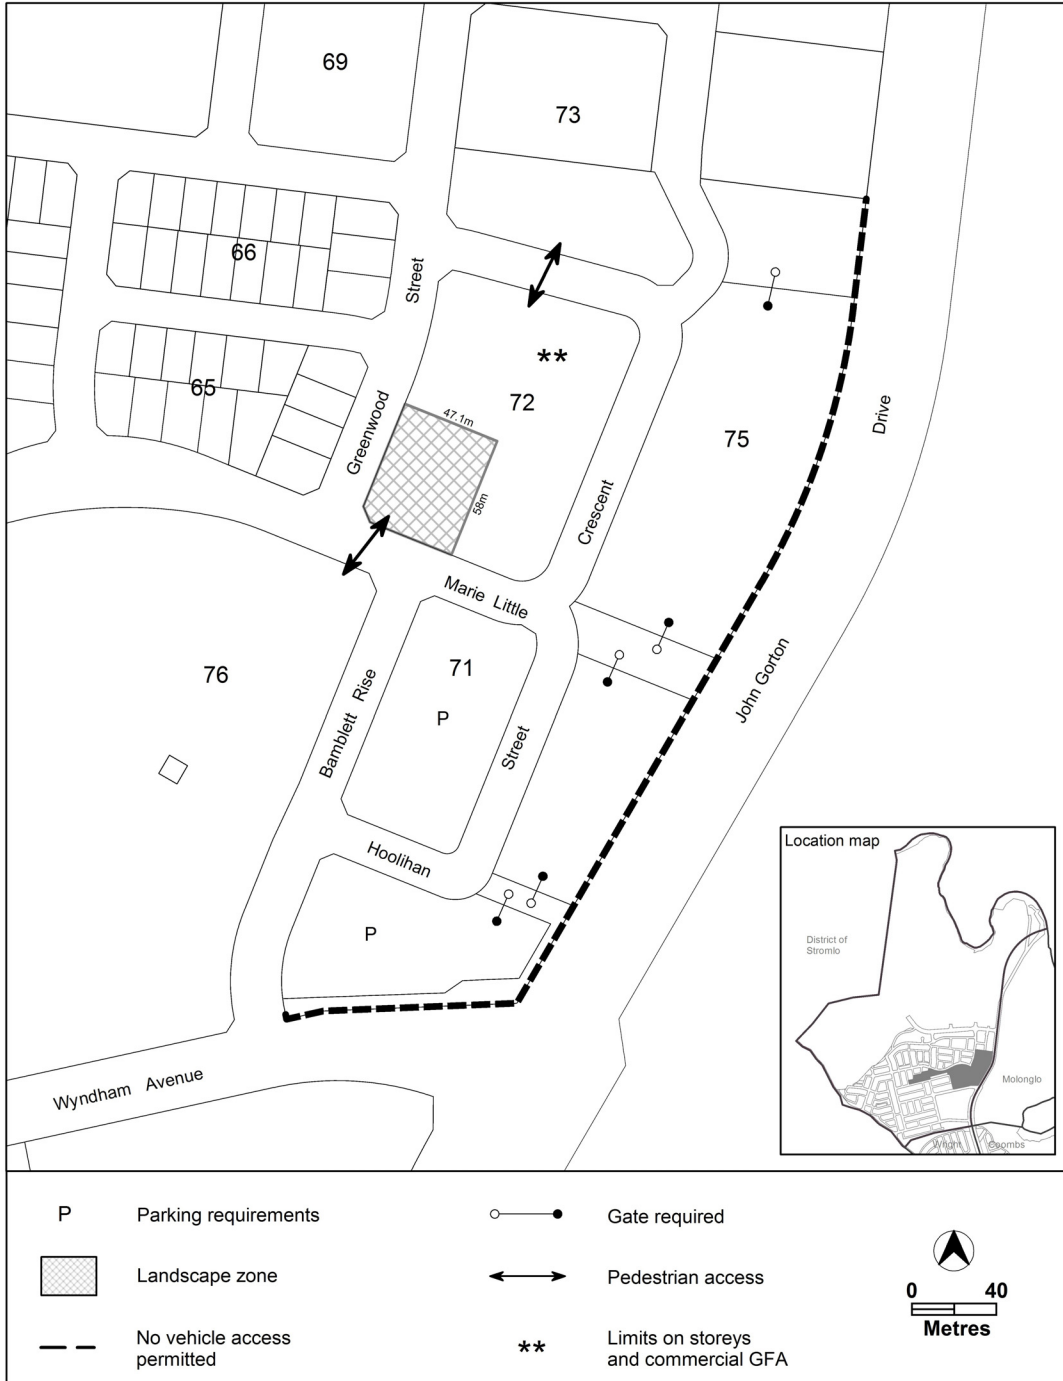 69
73
66
Street
**
72
65
47.1m
Greenwood
Drive
75
58m
Crescent
Marie Little
76
71
P
Bamblett Rise
Street
John Gorton
Hoolihan
P
Wyndham Avenue
Location map
District of
Stromlo
Molonglo
Wright
Coombs
P
Parking requirements
Gate required
Landscape zone
Pedestrian access
No vehicle access
permitted
**
Limits on storeys
and commercial GFA
0 40
Metres